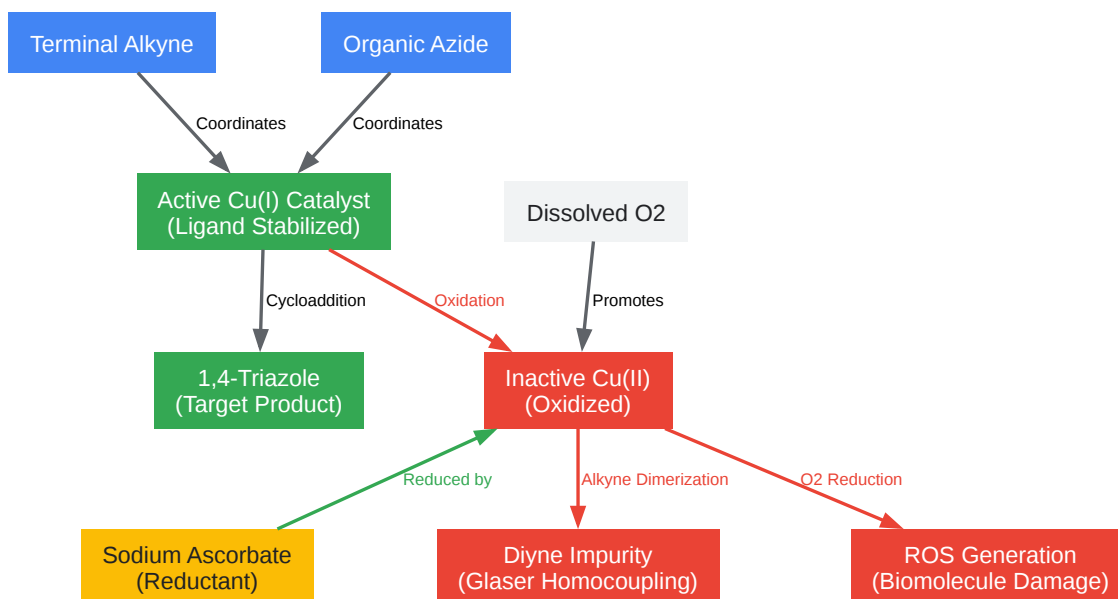 Terminal Alkyne
Organic Azide
Coordinates
Coordinates
Active Cu(I) Catalyst
(Ligand Stabilized)
Dissolved O2
Cycloaddition
Oxidation
Promotes
1,4-Triazole
(Target Product)
Inactive Cu(II)
(Oxidized)
Reduced by
Alkyne Dimerization
O2 Reduction
Sodium Ascorbate
(Reductant)
Diyne Impurity
(Glaser Homocoupling)
ROS Generation
(Biomolecule Damage)